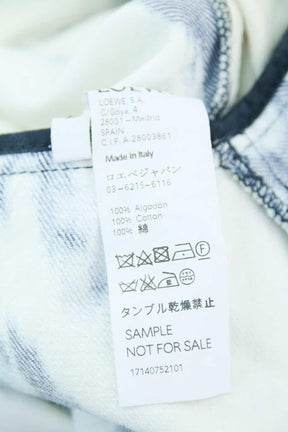 LOEWE
LOEWE, S.A.
C/Goya, 4
28001 - Madrid
SPAIN
C.I.F. A-28003861
Made in Italy
ロエベジャパン
03-6215-6116
100% Algodón
100% Cotton
100% 綿
タンブル乾燥禁止
SAMPLE
NOT FOR SALE
17140752101